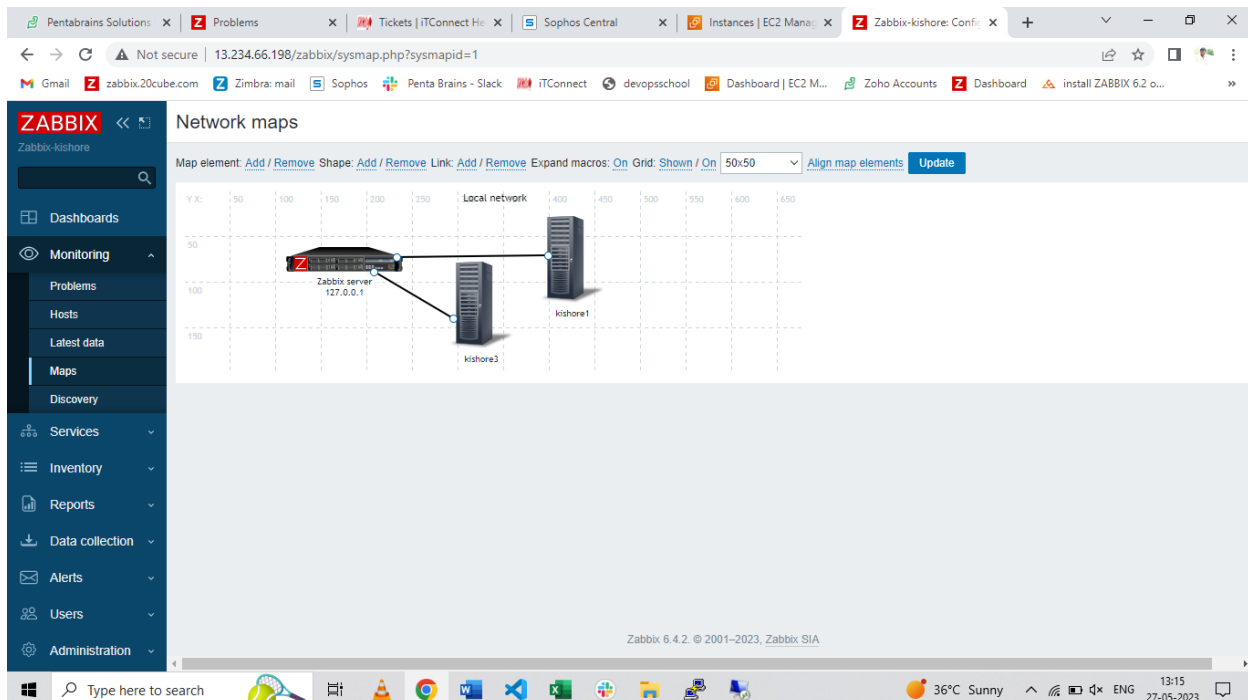 Pentabrains Solutions
Problems
Tickets | iTConnect He
Sophos Central
Instances | EC2 Manag
Zabbix-kishore: Config
Not secure 13.234.66.198/zabbix/sysmap.php?sysmapid=1
Gmail zabbix.20cube.com Zimbra: mail Sophos Penta Brains - Slack iTConnect devopsschool Dashboard | EC2 M... Zoho Accounts Dashboard install ZABBIX 6.2 o... »
ZABBIX
Zabbix-kishore
Dashboards
Monitoring
Problems
Hosts
Latest data
Maps
Discovery
Services
Inventory
Reports
Data collection
Alerts
Users
Administration
Network maps
Map element: Add / Remove Shape: Add / Remove Link: Add / Remove Expand macros: On Grid: Shown / On 50x50 Align map elements Update
Y X: 50 100 150 200 250 Local network 400 450 500 550 600 650
50
Z
Zabbix server
127.0.0.1
100
kishore1
150
kishore3
Zabbix 6.4.2. © 2001–2023, Zabbix SIA
Type here to search
36°C Sunny
ENG
13:15
27-05-2023